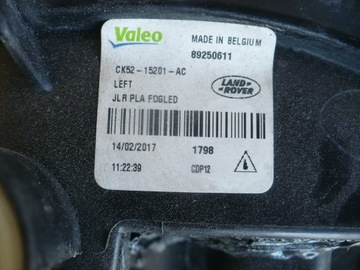 Valeo
MADE IN BELGIUM
89250611
CK52-15201-AC
LEFT
LAND
ROVER
JLR PLA FOGLED
14/02/2017
1798
11:22:39
CDP12